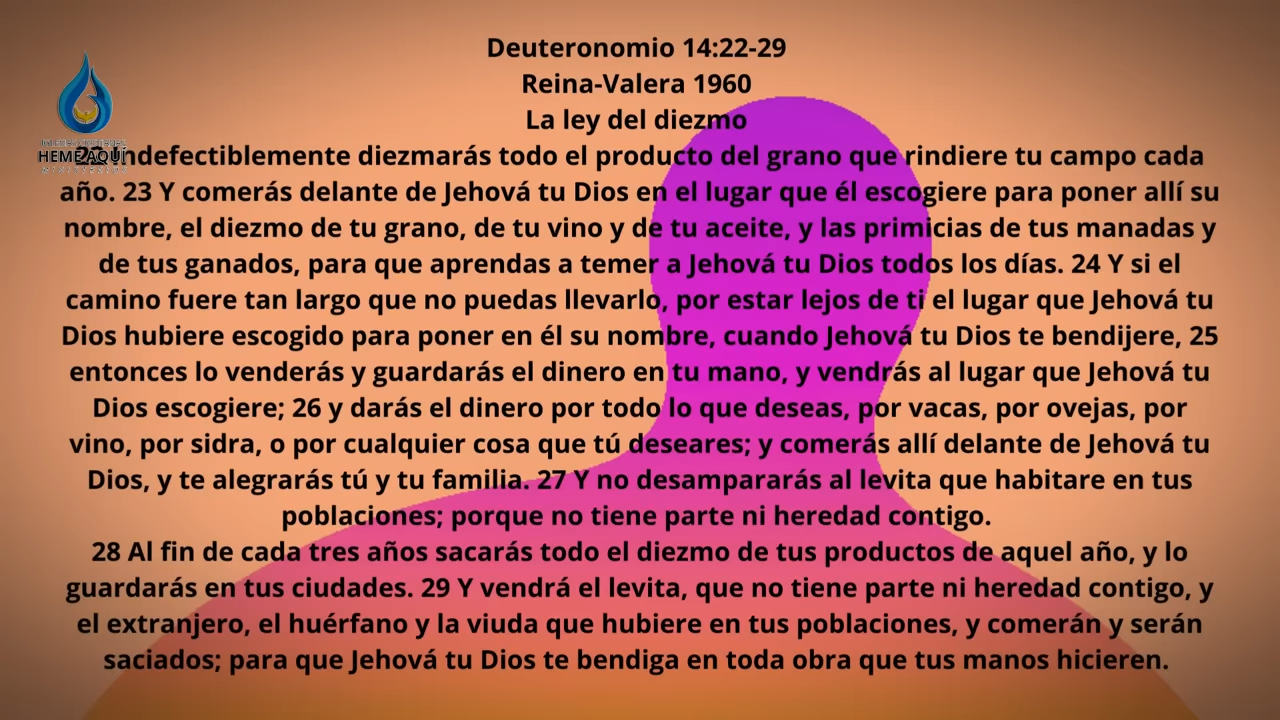 Deuteronomio 14:22-29
Reina-Valera 1960
La ley del diezmo
HEME AQUÍ
Indefectiblemente diezmarás todo el producto del grano que rindiere tu campo cada
año. 23 Y comerás delante de Jehová tu Dios en el lugar que él escogiere para poner allí su
nombre, el diezmo de tu grano, de tu vino y de tu aceite, y las primicias de tus manadas y
de tus ganados, para que aprendas a temer a Jehová tu Dios todos los días. 24 Y si el
camino fuere tan largo que no puedas llevarlo, por estar lejos de ti el lugar que Jehová tu
Dios hubiere escogido para poner en él su nombre, cuando Jehová tu Dios te bendijere, 25
entonces lo venderás y guardarás el dinero en tu mano, y vendrás al lugar que Jehová tu
Dios escogiere; 26 y darás el dinero por todo lo que deseas, por vacas, por ovejas, por
vino, por sidra, o por cualquier cosa que tú deseares; y comerás allí delante de Jehová tu
Dios, y te alegrarás tú y tu familia. 27 Y no desampararás al levita que habitare en tus
poblaciones; porque no tiene parte ni heredad contigo.
28 Al fin de cada tres años sacarás todo el diezmo de tus productos de aquel año, y lo
guardarás en tus ciudades. 29 Y vendrá el levita, que no tiene parte ni heredad contigo, y
el extranjero, el huérfano y la viuda que hubiere en tus poblaciones, y comerán y serán
saciados; para que Jehová tu Dios te bendiga en toda obra que tus manos hicieren.